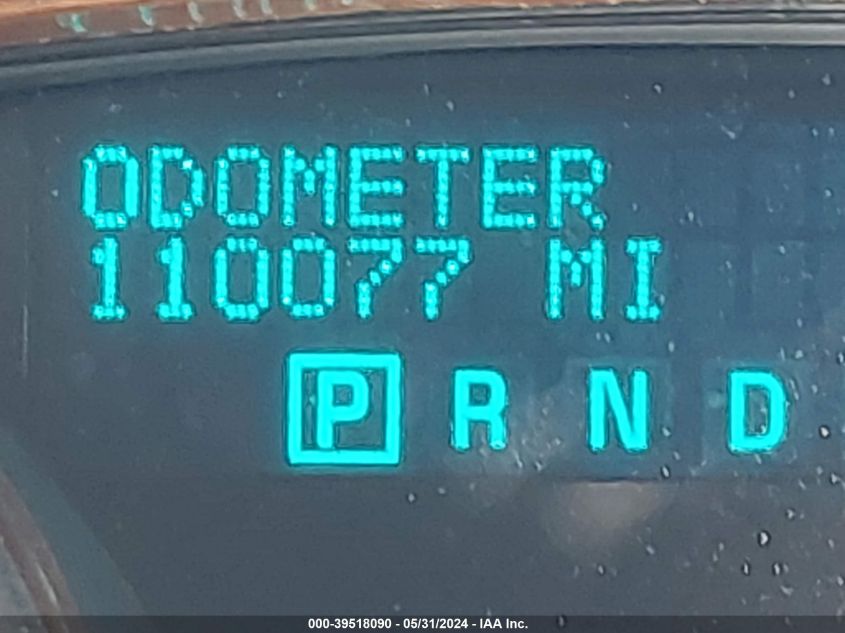 ODOMETER
110077 MI
P R N D
000-39518090 - 05/31/2024 - IAA Inc.